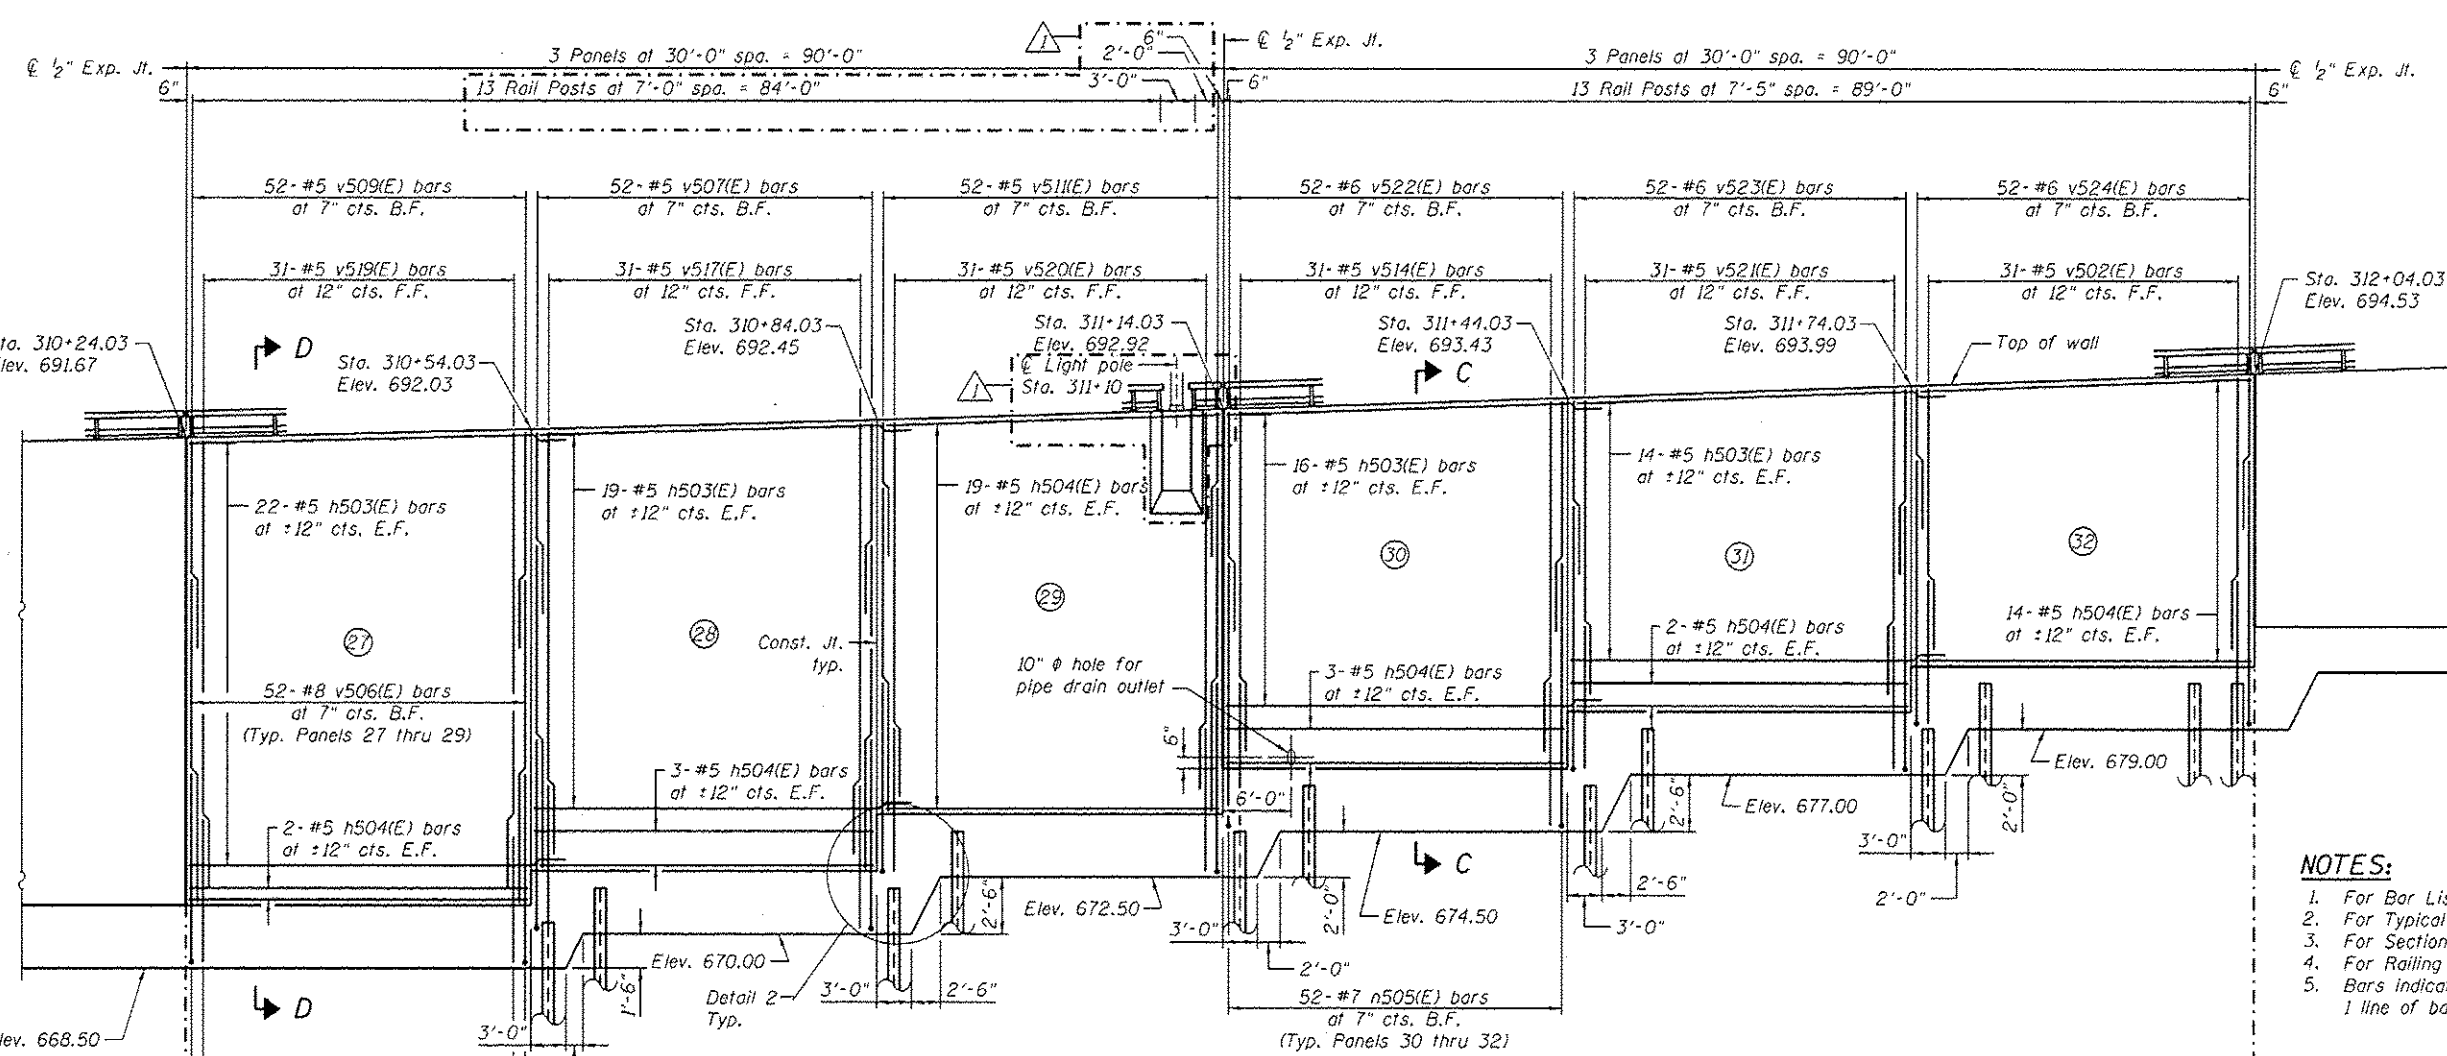 ℄ ½" Exp. Jt.
3 Panels at 30'-0" spa. = 90'-0"
1
6"
2'-0"
3'-0"
℄ ½" Exp. Jt.
3 Panels at 30'-0" spa. = 90'-0"
℄ ½" Exp. Jt.
6"
13 Rail Posts at 7'-0" spa. = 84'-0"
6"
13 Rail Posts at 7'-5" spa. = 89'-0"
6"
52-#5 v509(E) bars
at 7" cts. B.F.
52-#5 v507(E) bars
at 7" cts. B.F.
52-#5 v511(E) bars
at 7" cts. B.F.
52-#6 v522(E) bars
at 7" cts. B.F.
52-#6 v523(E) bars
at 7" cts. B.F.
52-#6 v524(E) bars
at 7" cts. B.F.
31-#5 v519(E) bars
at 12" cts. F.F.
31-#5 v517(E) bars
at 12" cts. F.F.
31-#5 v520(E) bars
at 12" cts. F.F.
31-#5 v514(E) bars
at 12" cts. F.F.
31-#5 v521(E) bars
at 12" cts. F.F.
31-#5 v502(E) bars
at 12" cts. F.F.
Sta. 312+04.03
Elev. 694.53
ta. 310+24.03
lev. 691.67
D
Sta. 310+54.03
Elev. 692.03
Sta. 310+84.03
Elev. 692.45
Sta. 311+14.03
Elev. 692.92
℄ Light pole
Sta. 311+10
1
Sta. 311+44.03
Elev. 693.43
C
Sta. 311+74.03
Elev. 693.99
Top of wall
22-#5 h503(E) bars
at ±12" cts. E.F.
19-#5 h503(E) bars
at ±12" cts. E.F.
19-#5 h504(E) bars
at ±12" cts. E.F.
16-#5 h503(E) bars
at ±12" cts. E.F.
14-#5 h503(E) bars
at ±12" cts. E.F.
14-#5 h504(E) bars
at ±12" cts. E.F.
27
28
29
30
31
32
Const. Jt.
typ.
10" ϕ hole for
pipe drain outlet
2-#5 h504(E) bars
at ±12" cts. E.F.
3-#5 h504(E) bars
at ±12" cts. E.F.
52-#8 v506(E) bars
at 7" cts. B.F.
(Typ. Panels 27 thru 29)
3-#5 h504(E) bars
at ±12" cts. E.F.
2-#5 h504(E) bars
at ±12" cts. E.F.
6"
6'-0"
Elev. 679.00
Elev. 677.00
2'-6"
2'-0"
3'-0"
2'-0"
C
Elev. 672.50
2'-6"
Elev. 674.50
2'-0"
2'-6"
3'-0"
3'-0"
2'-0"
Elev. 670.00
1'-6"
Detail 2
Typ.
3'-0"
2'-6"
D
lev. 668.50
3'-0"
52-#7 n505(E) bars
at 7" cts. B.F.
(Typ. Panels 30 thru 32)
NOTES:
1. For Bar Lis
2. For Typical
3. For Section
4. For Railing
5. Bars indica
1 line of ba